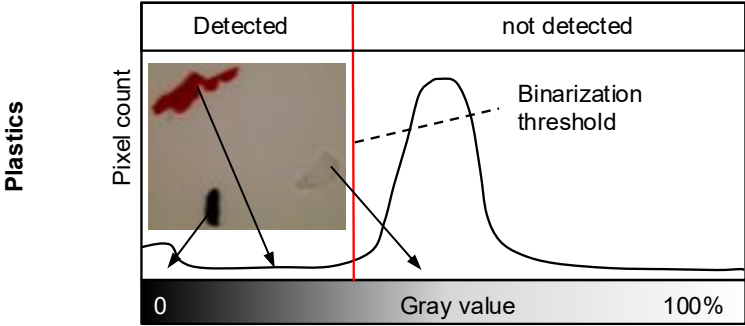 Detected
not detected
Plastics
Pixel count
Binarization
threshold
0
Gray value
100%